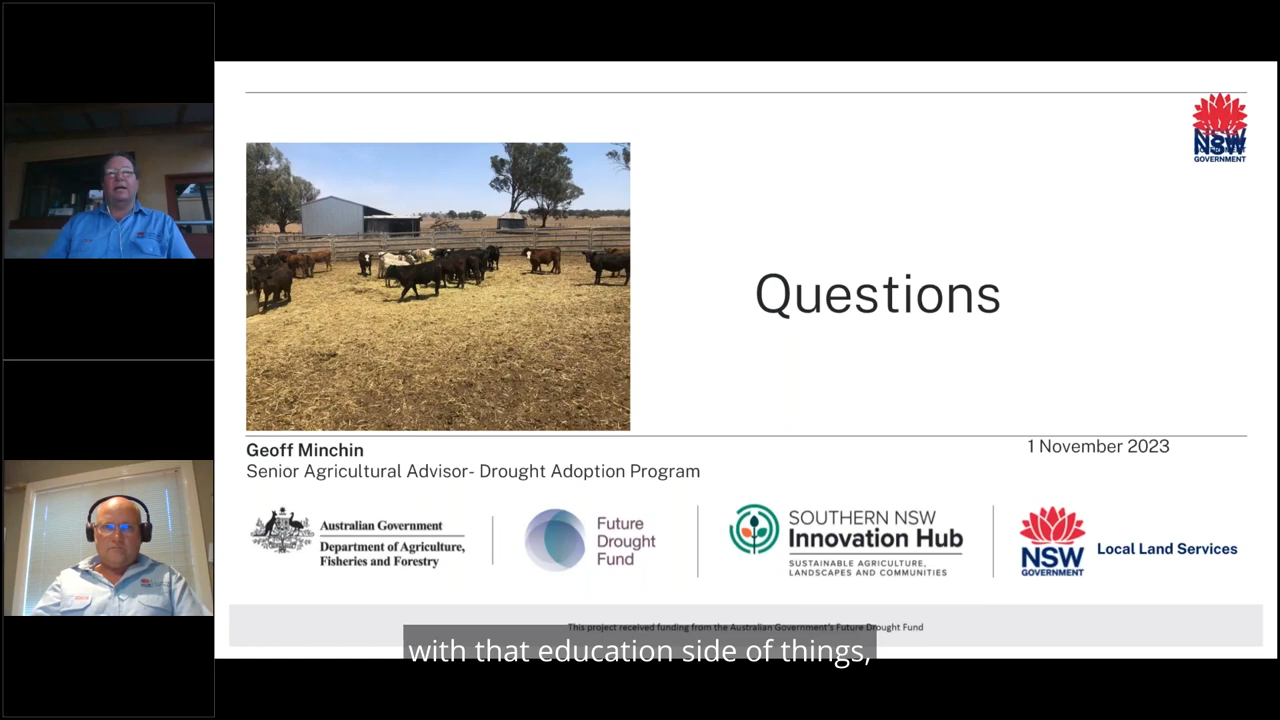 NSW
GOVERNMENT
Questions
Geoff Minchin
Senior Agricultural Advisor- Drought Adoption Program
1 November 2023
Australian Government
Department of Agriculture,
Fisheries and Forestry
Future
Drought
Fund
SOUTHERN NSW
Innovation Hub
SUSTAINABLE AGRICULTURE,
LANDSCAPES AND COMMUNITIES
NSW
GOVERNMENT
Local Land Services
This project received funding from the Australian Government's Future Drought Fund
with that education side of things,